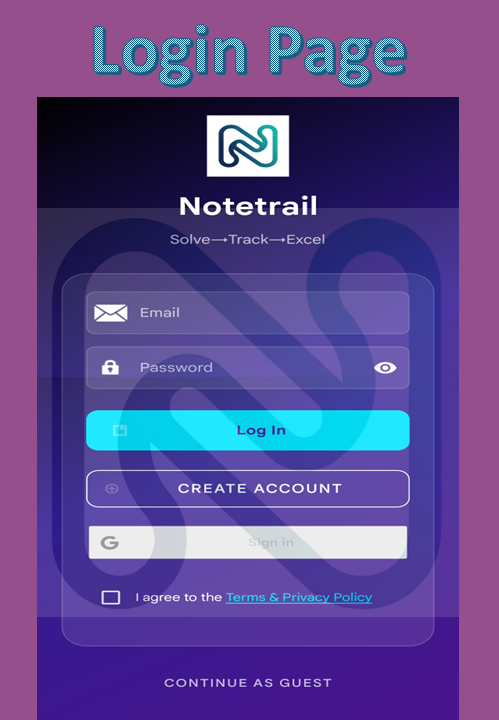 Login Page
Notetrail
Solve→Track→Excel
Email
Password
Log In
CREATE ACCOUNT
G Sign in
I agree to the Terms & Privacy Policy
CONTINUE AS GUEST